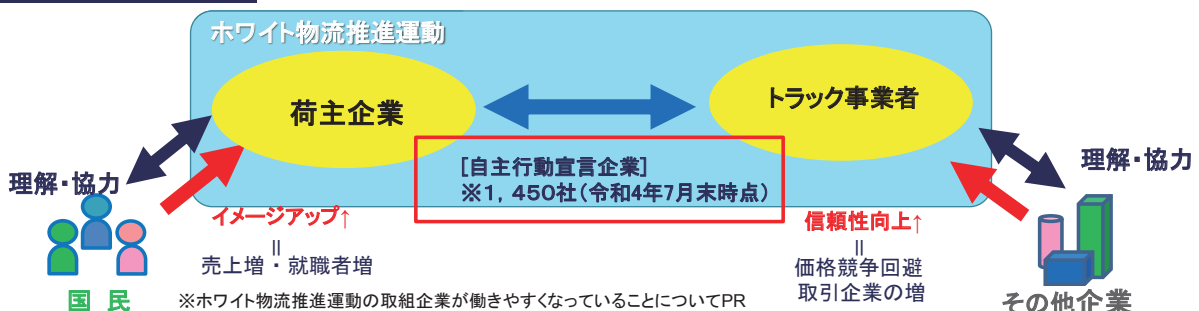 ホワイト物流推進運動
荷主企業
トラック事業者
[自主行動宣言企業]
※1，450社(令和4年7月末時点)
理解・協力
理解・協力
イメージアップ↑
||
売上増・就職者増
信頼性向上↑
||
価格競争回避
取引企業の増
国民
※ホワイト物流推進運動の取組企業が働きやすくなっていることについてPR
その他企業